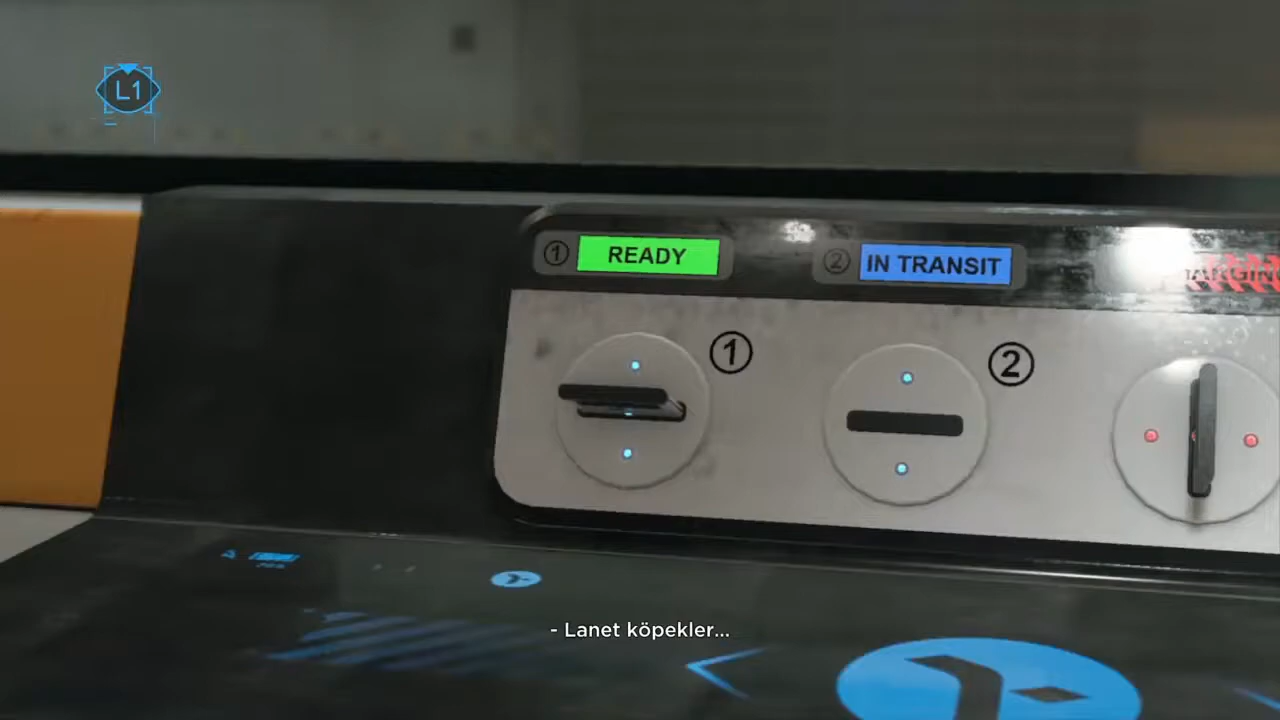 L1
① READY
② IN TRANSIT
①
②
- Lanet köpekler...